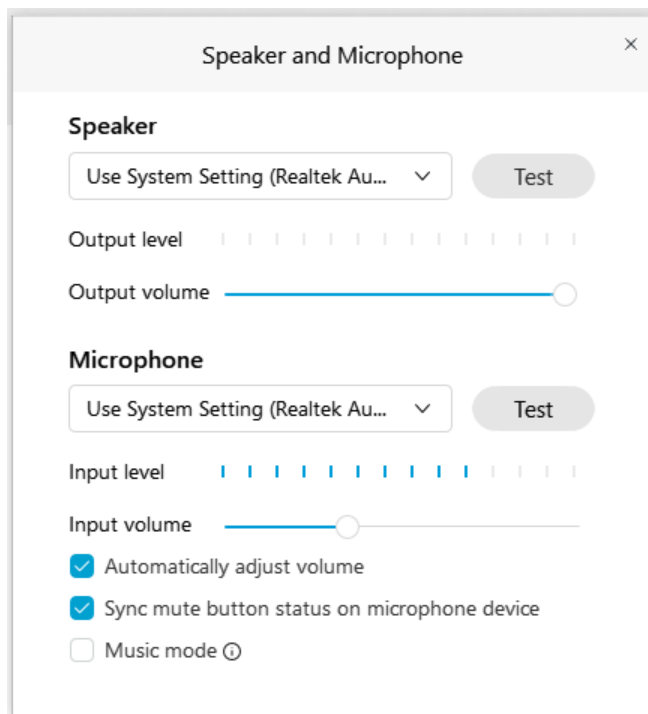 Speaker and Microphone
Speaker
Use System Setting (Realtek Au...
Test
Output level
Output volume
Microphone
Use System Setting (Realtek Au...
Test
Input level
Input volume
Automatically adjust volume
Sync mute button status on microphone device
Music mode